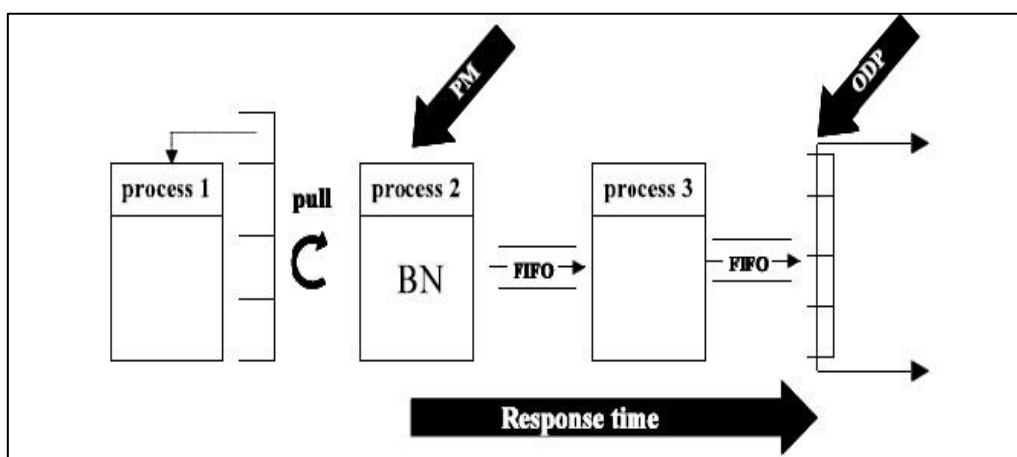 PM
ODP
process 1
pull
process 2
process 3
BN
FIFO
FIFO
Response time